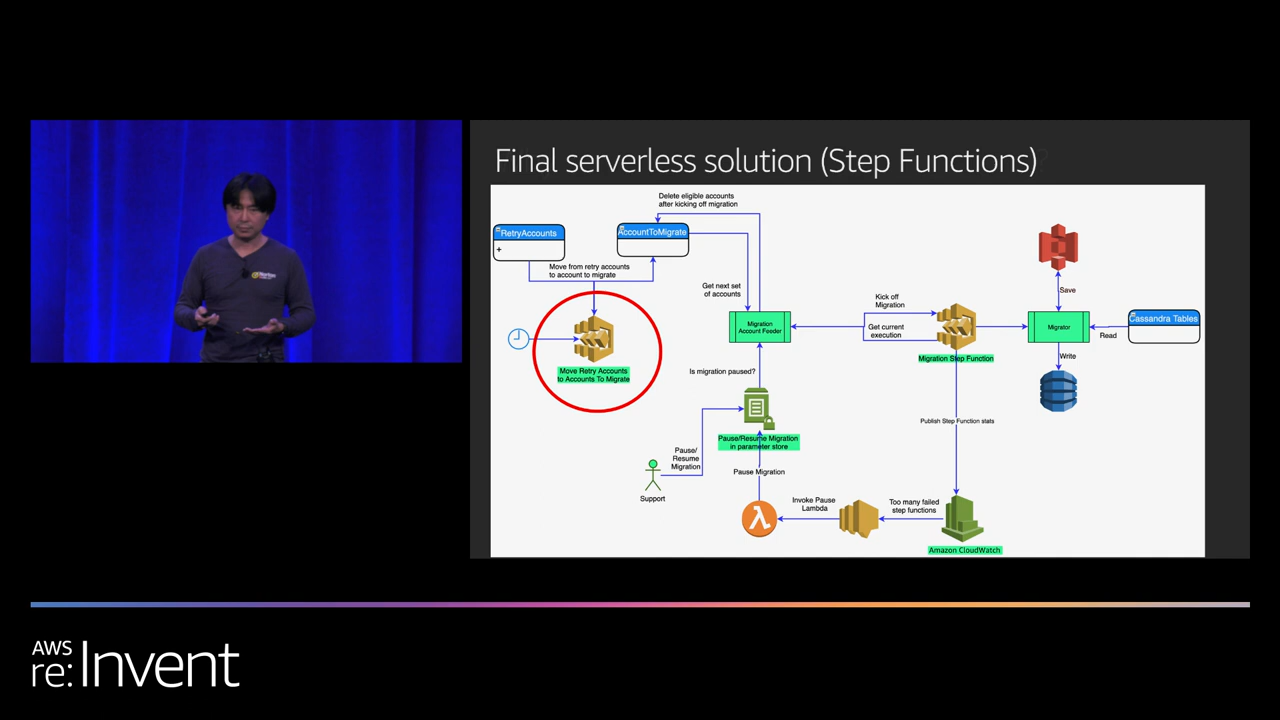 Final serverless solution (Step Functions)
Delete eligible accounts
after kicking off migration
RetryAccounts
+
AccountToMigrate
Move from retry accounts
to account to migrate
Get next set
of accounts
Move Retry Accounts
to Accounts To Migrate
Migration
Account Feeder
Kick off
Migration
Get current
execution
Migration Step Function
Save
Migrator
Cassandra Tables
Read
Write
Is migration paused?
Pause/Resume Migration
in parameter store
Pause/
Resume
Migration
Support
Pause Migration
Publish Step Function stats
Invoke Pause
Lambda
Too many failed
step functions
Amazon CloudWatch
AWS
re:Invent